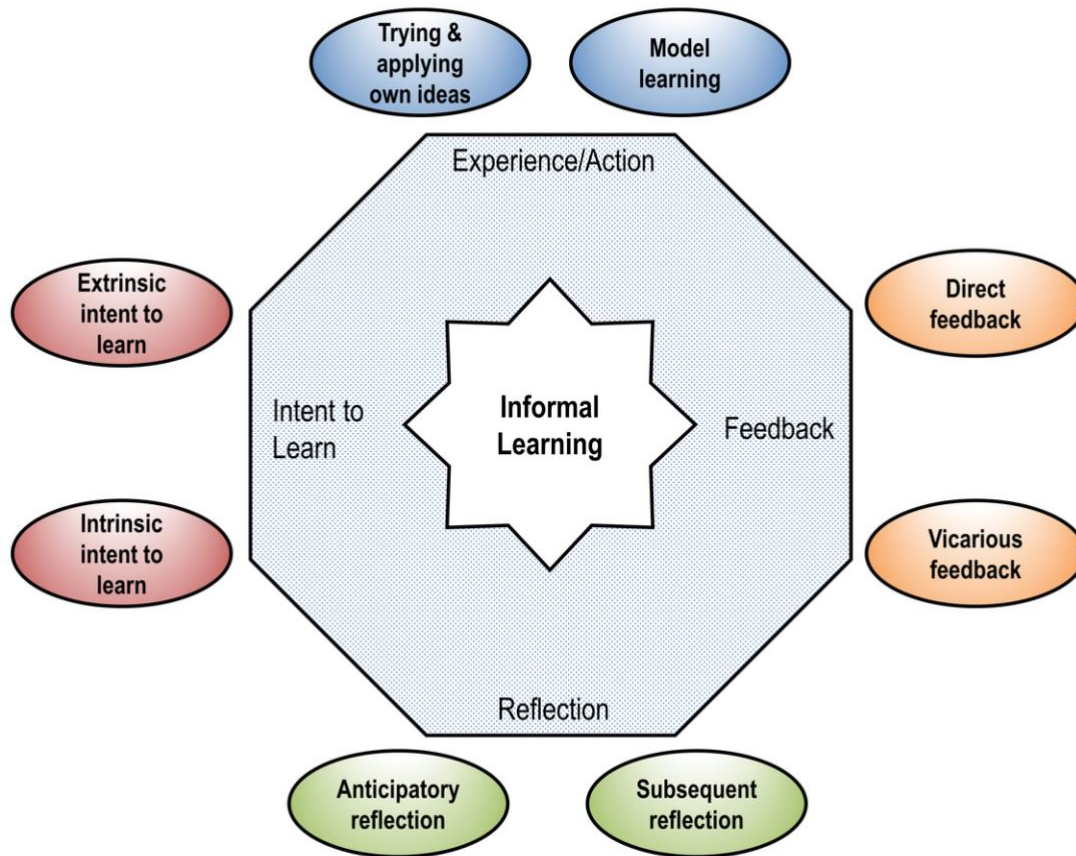 Trying &
applying
own ideas
Model
learning
Experience/Action
Extrinsic
intent to
learn
Direct
feedback
Intent to
Learn
Informal
Learning
Feedback
Intrinsic
intent to
learn
Vicarious
feedback
Reflection
Anticipatory
reflection
Subsequent
reflection